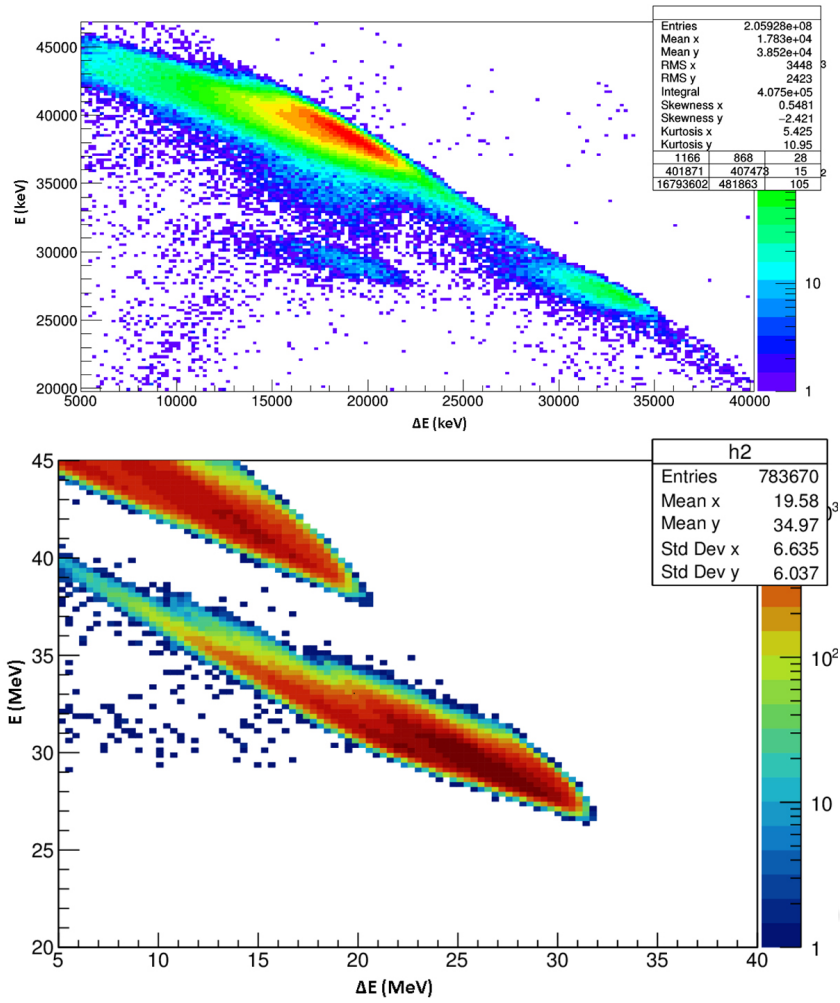 Entries 2.05928e+08
Mean x 1.783e+04
Mean y 3.852e+04
RMS x 3448
RMS y 2423
Integral 4.075e+05
Skewness x 0.5481
Skewness y −2.421
Kurtosis x 5.425
Kurtosis y 10.95
1166 868 28
401871 407473 15
16793602 481863 105
3
2
10
1
45000
40000
35000
30000
25000
20000
E (keV)
5000 10000 15000 20000 25000 30000 35000 40000
ΔE (keV)
h2
Entries 783670
Mean x 19.58
Mean y 34.97
Std Dev x 6.635
Std Dev y 6.037
10³
10²
10
1
45
40
35
30
25
20
E (MeV)
5 10 15 20 25 30 35 40
ΔE (MeV)